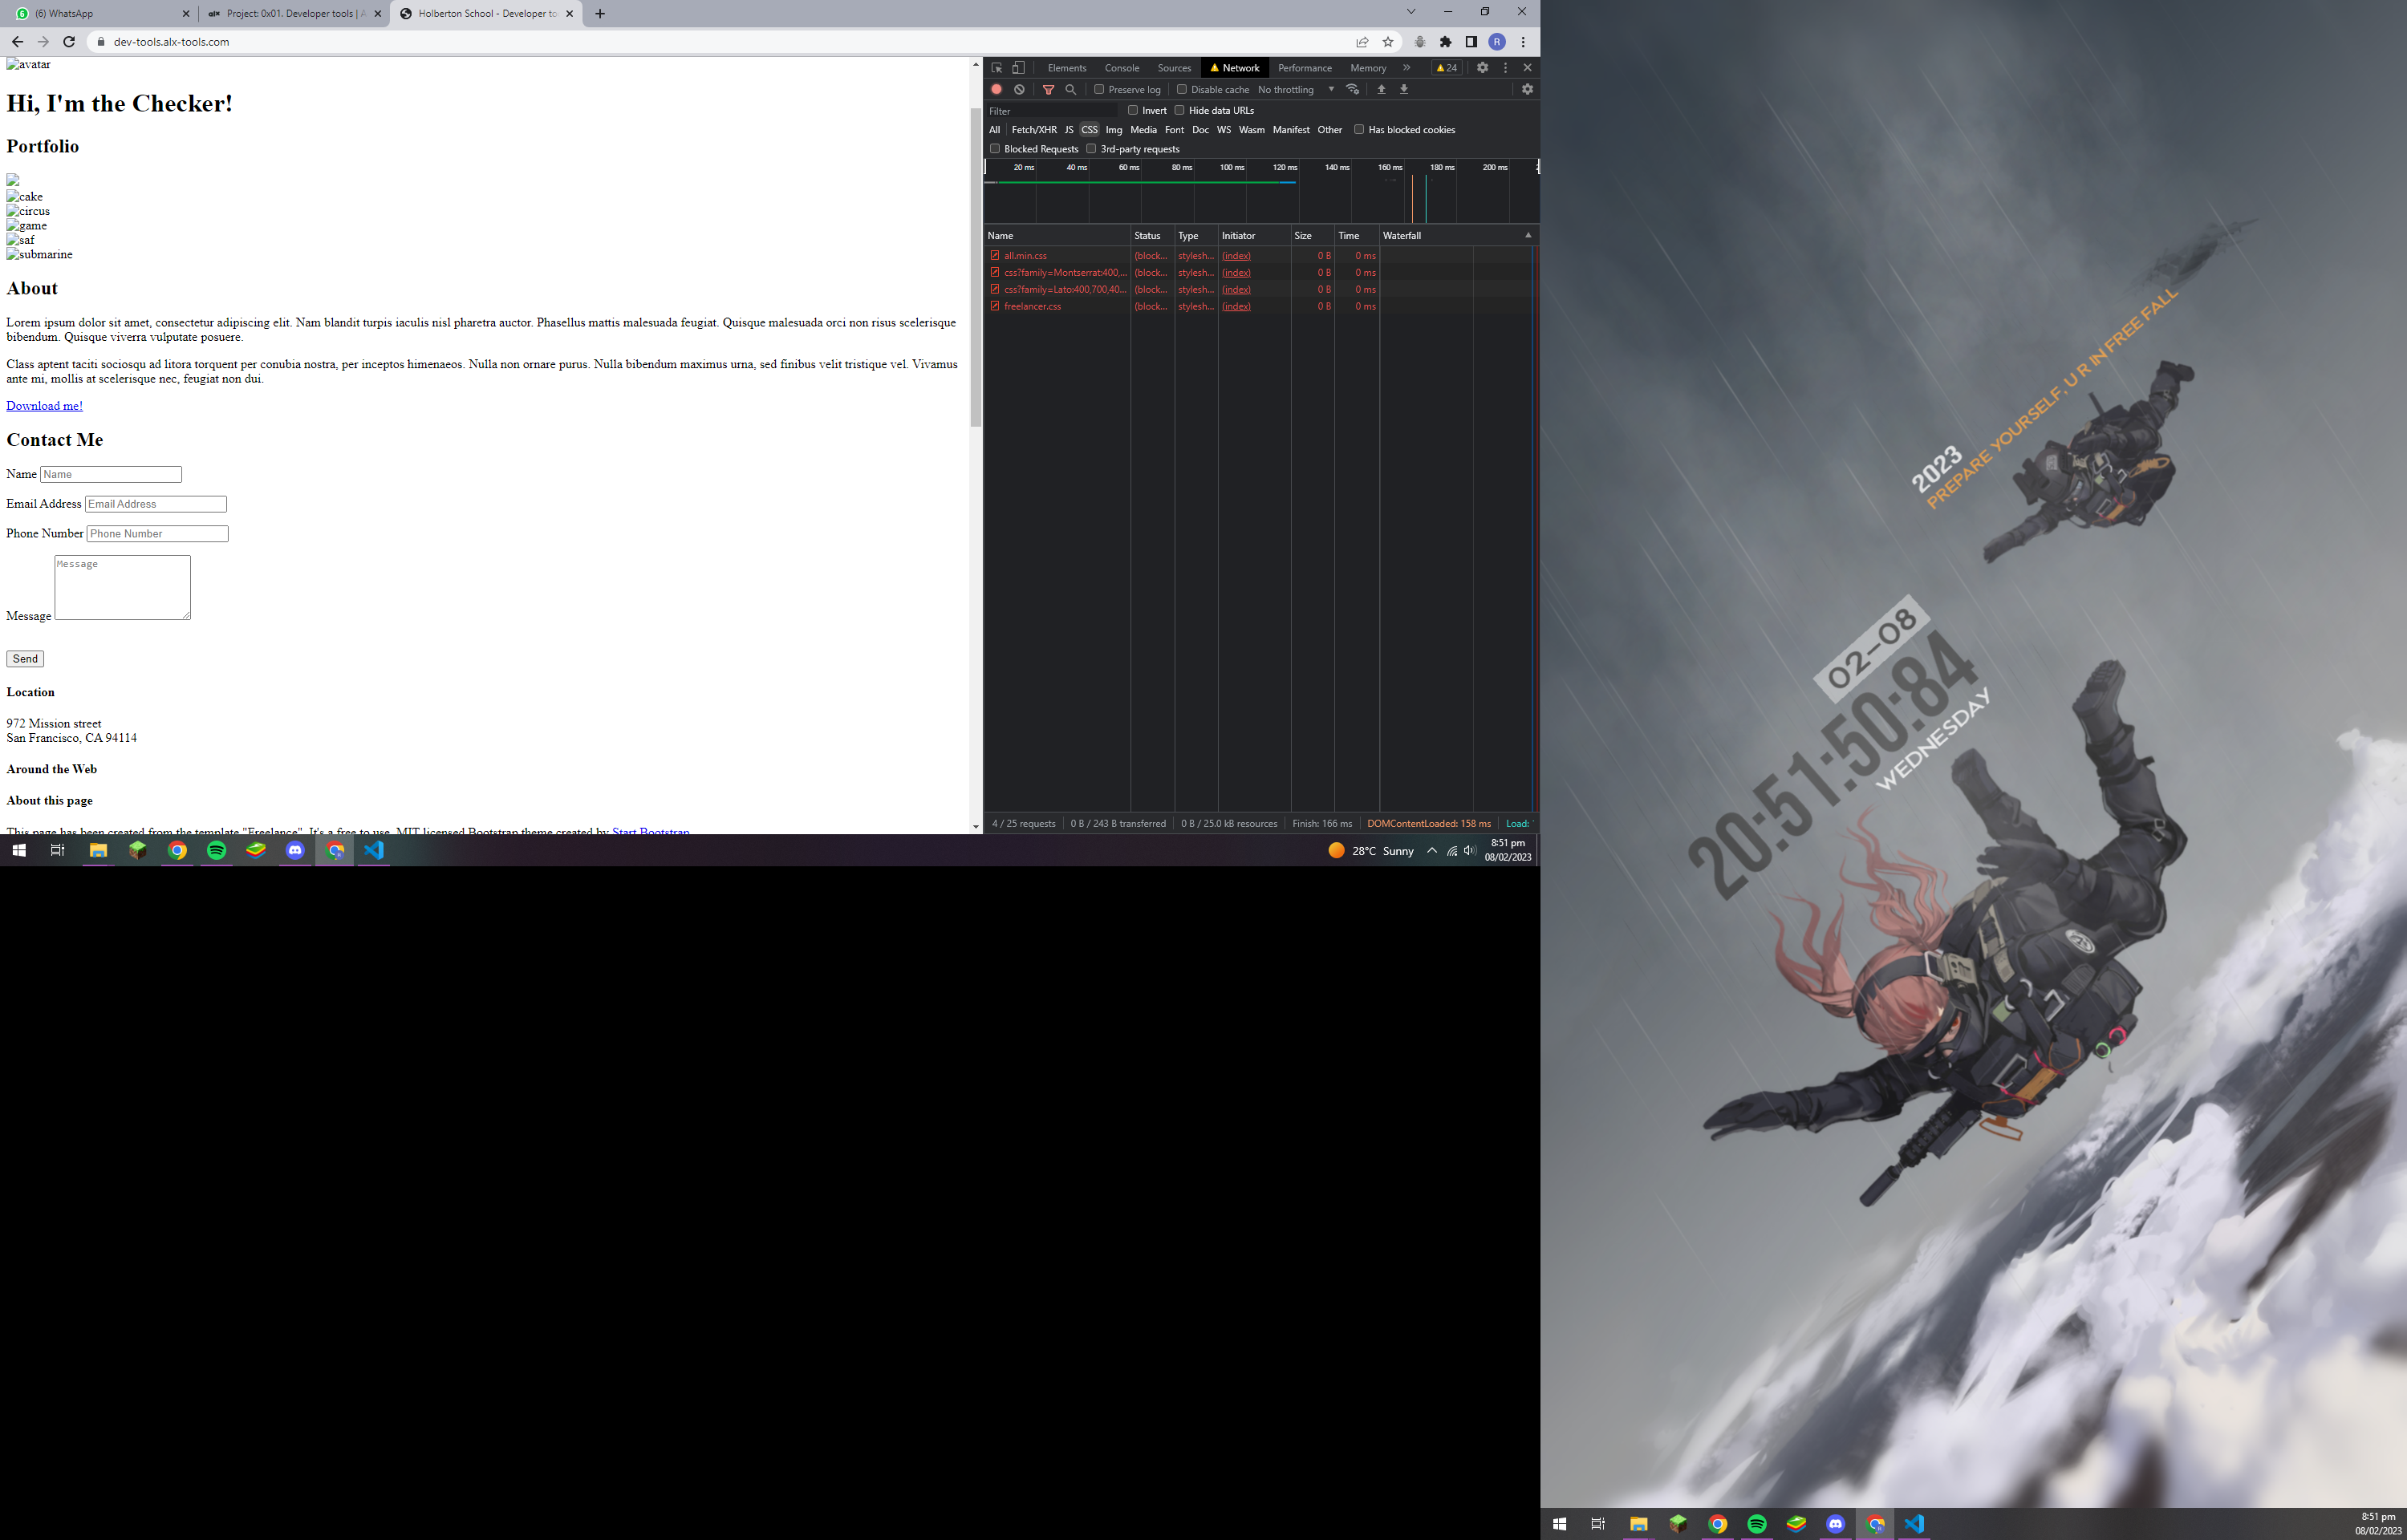 (6) WhatsApp
Project: 0x01. Developer tools | A
Holberton School - Developer to
dev-tools.alx-tools.com
R
avatar
Hi, I'm the Checker!
Portfolio
cake
circus
game
saf
submarine
About
Lorem ipsum dolor sit amet, consectetur adipiscing elit. Nam blandit turpis iaculis nisl pharetra auctor. Phasellus mattis malesuada feugiat. Quisque malesuada orci non risus scelerisque
bibendum. Quisque viverra vulputate posuere.
Class aptent taciti sociosqu ad litora torquent per conubia nostra, per inceptos himenaeos. Nulla non ornare purus. Nulla bibendum maximus urna, sed finibus velit tristique vel. Vivamus
ante mi, mollis at scelerisque nec, feugiat non dui.
Download me!
Contact Me
Name Name
Email Address Email Address
Phone Number Phone Number
Message Message
Send
Location
972 Mission street
San Francisco, CA 94114
Around the Web
About this page
This page has been created from the template "Freelance". It's a free to use, MIT licensed Bootstrap theme created by Start Bootstrap
Elements Console Sources Network Performance Memory » 24
Preserve log Disable cache No throttling
Filter Invert Hide data URLs
All Fetch/XHR JS CSS Img Media Font Doc WS Wasm Manifest Other Has blocked cookies
Blocked Requests 3rd-party requests
20 ms 40 ms 60 ms 80 ms 100 ms 120 ms 140 ms 160 ms 180 ms 200 ms
Name Status Type Initiator Size Time Waterfall
all.min.css (block... stylesh... (index) 0 B 0 ms
css?family=Montserrat:400,... (block... stylesh... (index) 0 B 0 ms
css?family=Lato:400,700,40... (block... stylesh... (index) 0 B 0 ms
freelancer.css (block... stylesh... (index) 0 B 0 ms
4 / 25 requests 0 B / 243 B transferred 0 B / 25.0 kB resources Finish: 166 ms DOMContentLoaded: 158 ms Load:
28°C Sunny
8:51 pm
08/02/2023
2023
PREPARE YOURSELF, U R IN FREE FALL
02-08
20:51:50:84
WEDNESDAY
8:51 pm
08/02/2023